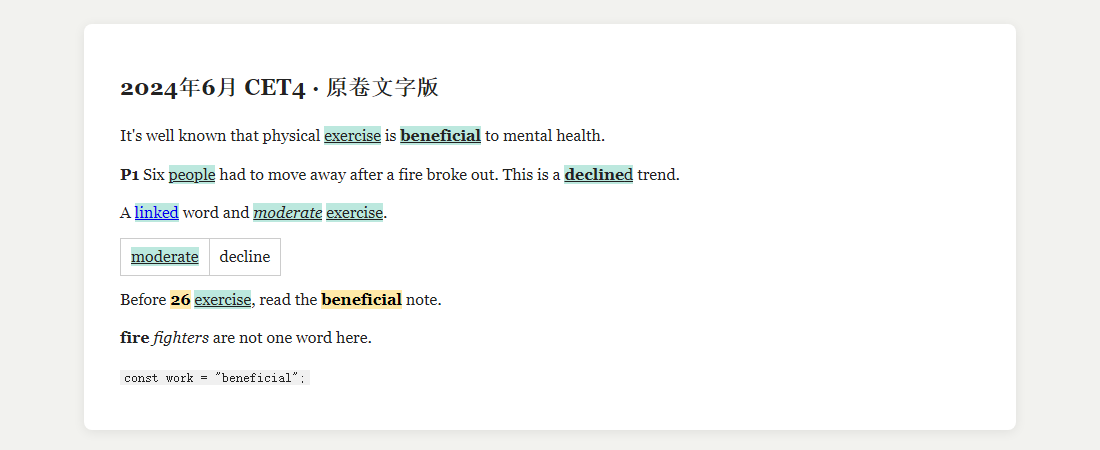 2024年6月 CET4 · 原卷文字版
It's well known that physical exercise is beneficial to mental health.
P1 Six people had to move away after a fire broke out. This is a declined trend.
A linked word and moderate exercise.
moderate decline
Before 26 exercise, read the beneficial note.
fire fighters are not one word here.
const work = "beneficial";